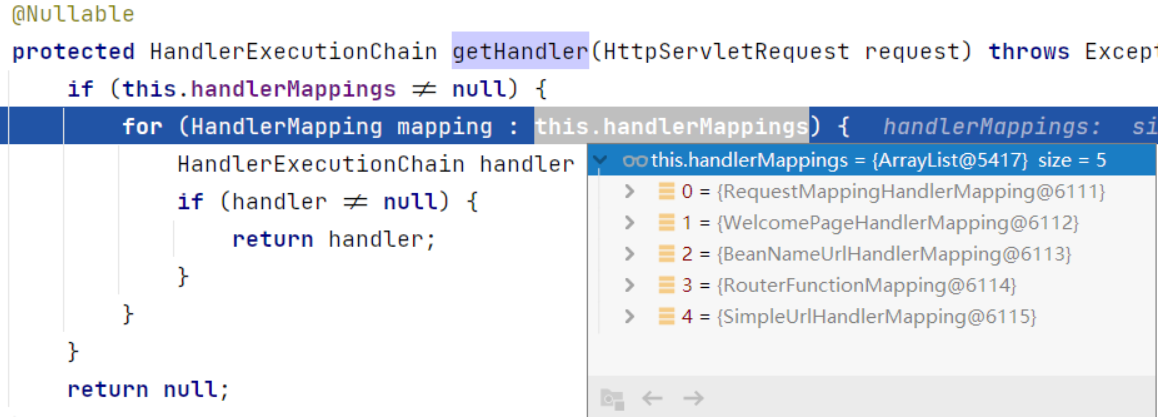 @Nullable
protected HandlerExecutionChain getHandler(HttpServletRequest request) throws Except
if (this.handlerMappings ≠ null) {
for (HandlerMapping mapping : this.handlerMappings) { handlerMappings: si
HandlerExecutionChain handler
this.handlerMappings = {ArrayList@5417} size = 5
0 = {RequestMappingHandlerMapping@6111}
if (handler ≠ null) {
1 = {WelcomePageHandlerMapping@6112}
return handler;
2 = {BeanNameUrlHandlerMapping@6113}
}
3 = {RouterFunctionMapping@6114}
}
4 = {SimpleUrlHandlerMapping@6115}
}
return null;